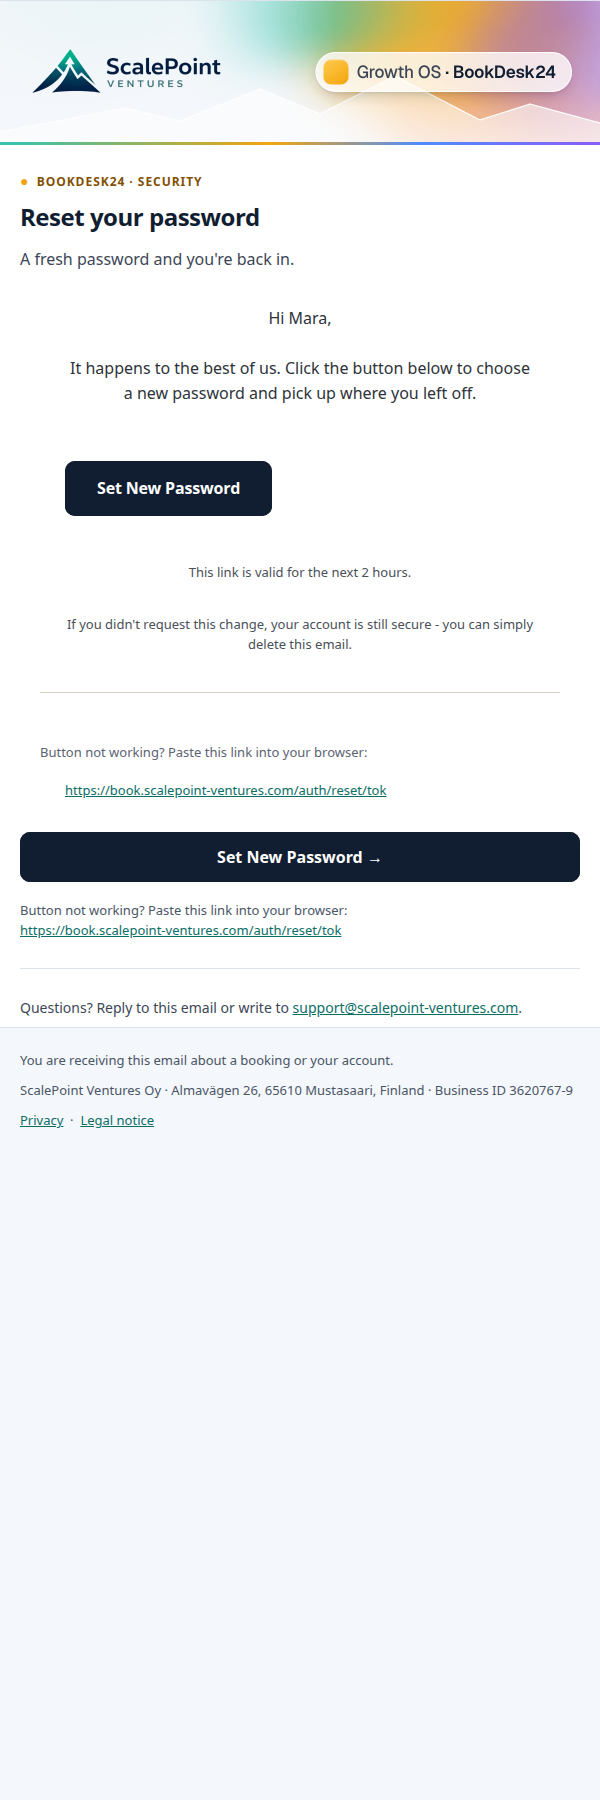 ScalePoint
VENTURES
Growth OS · BookDesk24
BOOKDESK24 · SECURITY
Reset your password
A fresh password and you're back in.
Hi Mara,
It happens to the best of us. Click the button below to choose
a new password and pick up where you left off.
Set New Password
This link is valid for the next 2 hours.
If you didn't request this change, your account is still secure - you can simply
delete this email.
Button not working? Paste this link into your browser:
https://book.scalepoint-ventures.com/auth/reset/tok
Set New Password →
Button not working? Paste this link into your browser:
https://book.scalepoint-ventures.com/auth/reset/tok
Questions? Reply to this email or write to support@scalepoint-ventures.com.
You are receiving this email about a booking or your account.
ScalePoint Ventures Oy · Almavägen 26, 65610 Mustasaari, Finland · Business ID 3620767-9
Privacy · Legal notice